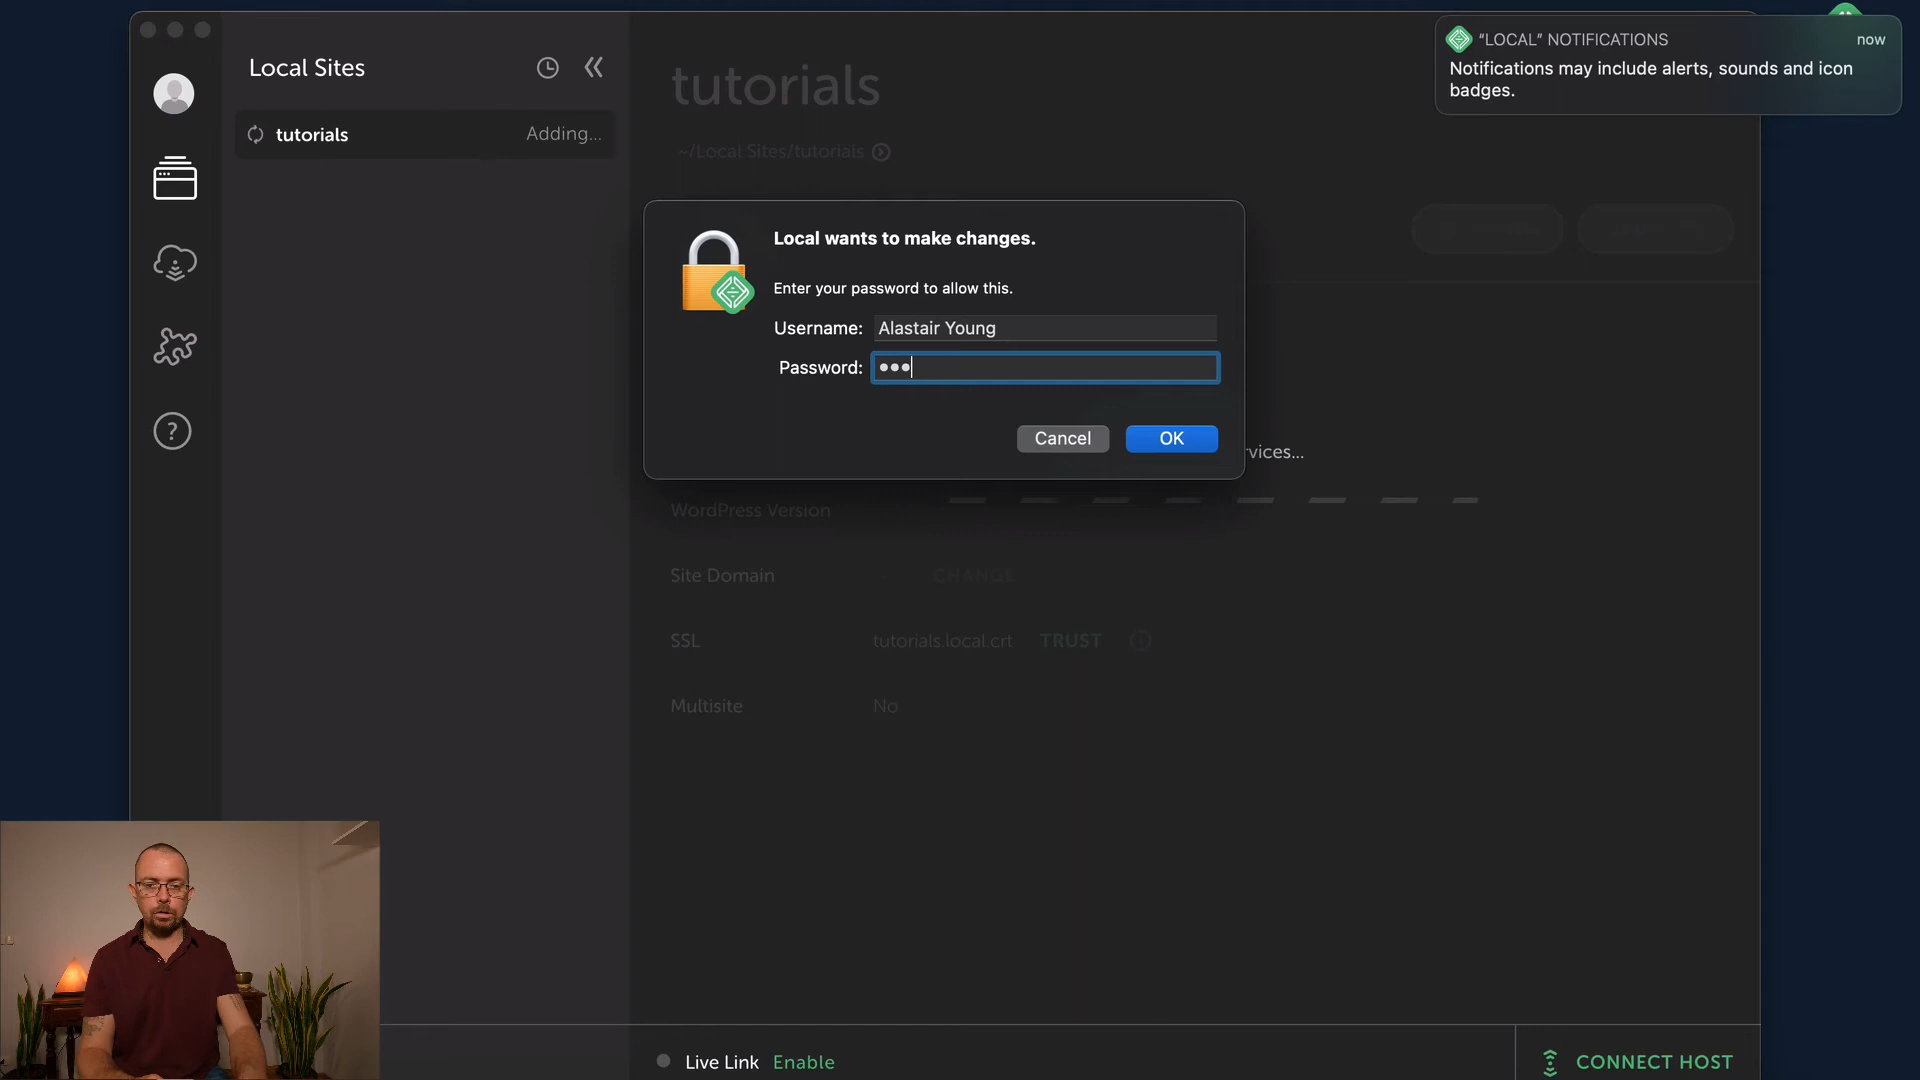 Local Sites
tutorials
Adding...
tutorials
~/Local Sites/tutorials
"LOCAL" NOTIFICATIONS
now
Notifications may include alerts, sounds and icon
badges.
Local wants to make changes.
Enter your password to allow this.
Username: Alastair Young
Password:
Cancel
OK
vices...
WordPress Version
Site Domain
CHANGE
SSL
tutorials.local.crt
TRUST
Multisite
No
Live Link
Enable
CONNECT HOST